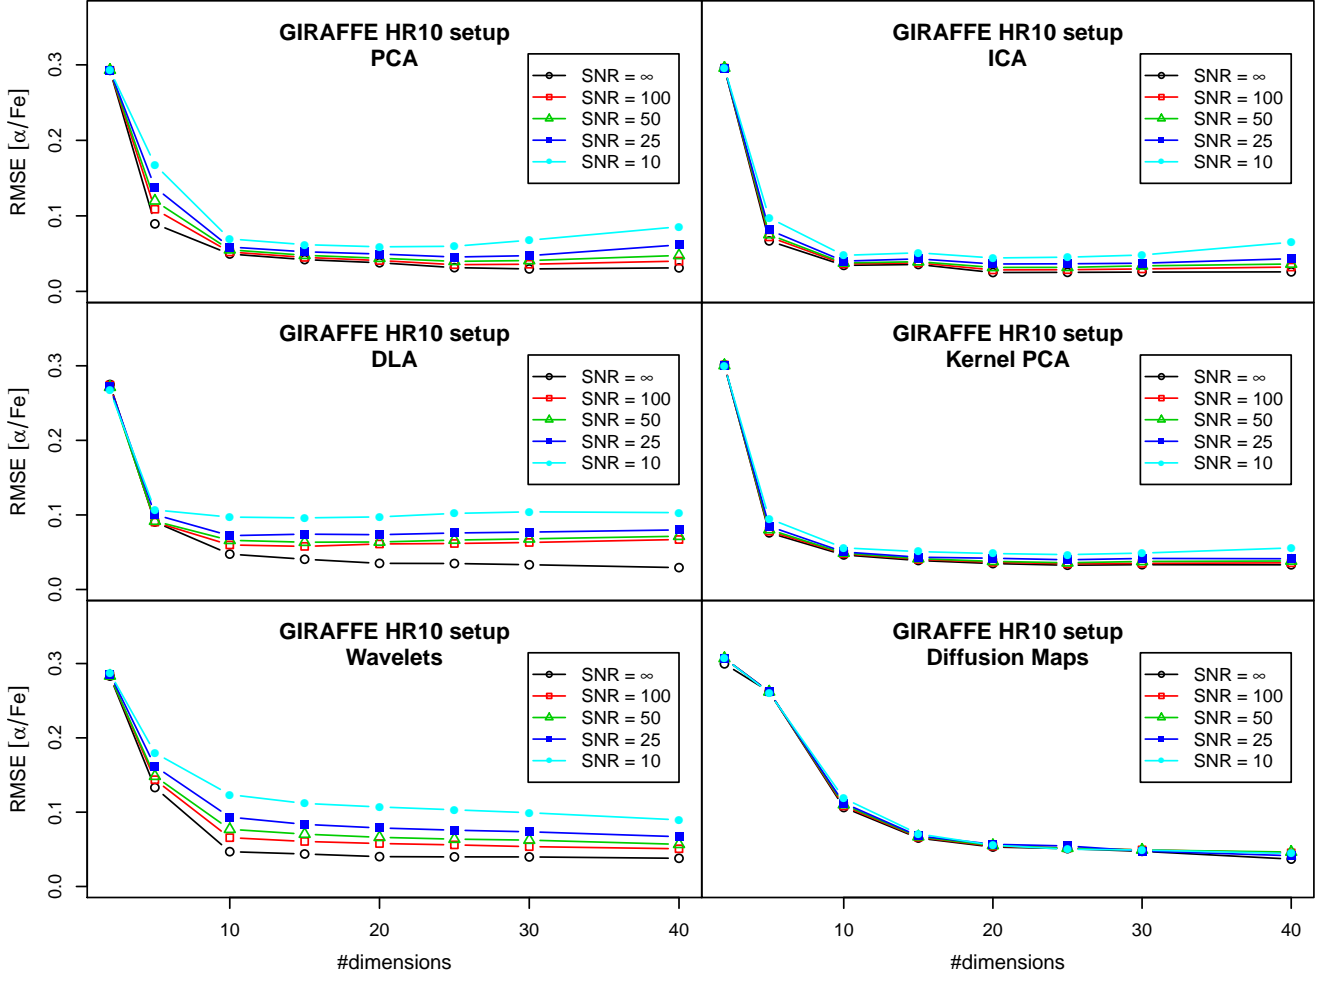 GIRAFFE HR10 setup
PCA
SNR = ∞
SNR = 100
SNR = 50
SNR = 25
SNR = 10
RMSE [α/Fe]
0.0
0.1
0.2
0.3
GIRAFFE HR10 setup
ICA
SNR = ∞
SNR = 100
SNR = 50
SNR = 25
SNR = 10
GIRAFFE HR10 setup
DLA
SNR = ∞
SNR = 100
SNR = 50
SNR = 25
SNR = 10
RMSE [α/Fe]
0.0
0.1
0.2
0.3
GIRAFFE HR10 setup
Kernel PCA
SNR = ∞
SNR = 100
SNR = 50
SNR = 25
SNR = 10
GIRAFFE HR10 setup
Wavelets
SNR = ∞
SNR = 100
SNR = 50
SNR = 25
SNR = 10
RMSE [α/Fe]
0.0
0.1
0.2
0.3
10 20 30 40
#dimensions
GIRAFFE HR10 setup
Diffusion Maps
SNR = ∞
SNR = 100
SNR = 50
SNR = 25
SNR = 10
10 20 30 40
#dimensions